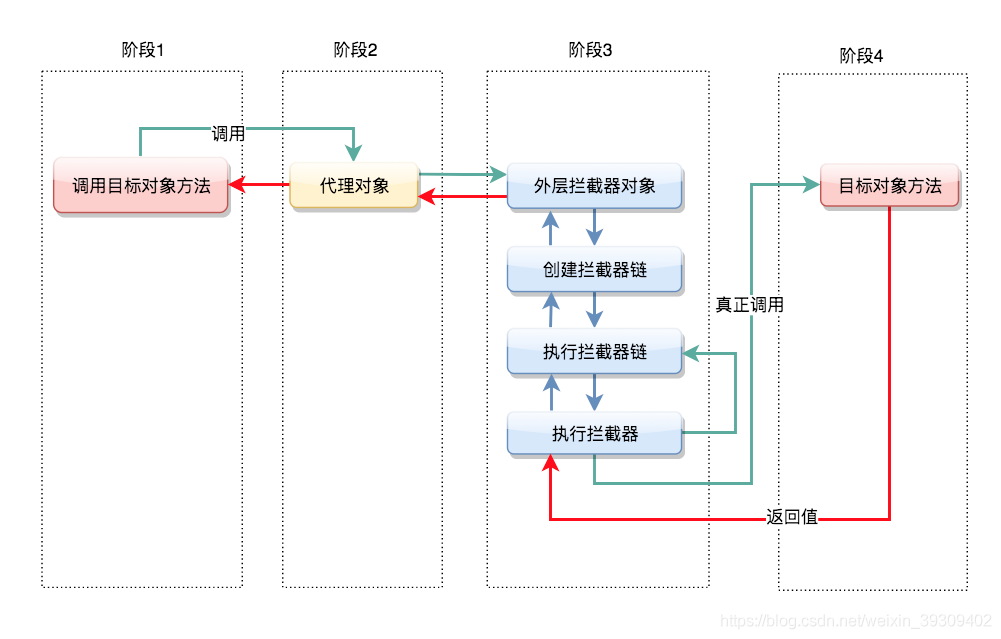 阶段1
阶段2
阶段3
阶段4
调用
调用目标对象方法
代理对象
外层拦截器对象
目标对象方法
创建拦截器链
真正调用
执行拦截器链
执行拦截器
返回值
https://blog.csdn.net/weixin_39309402